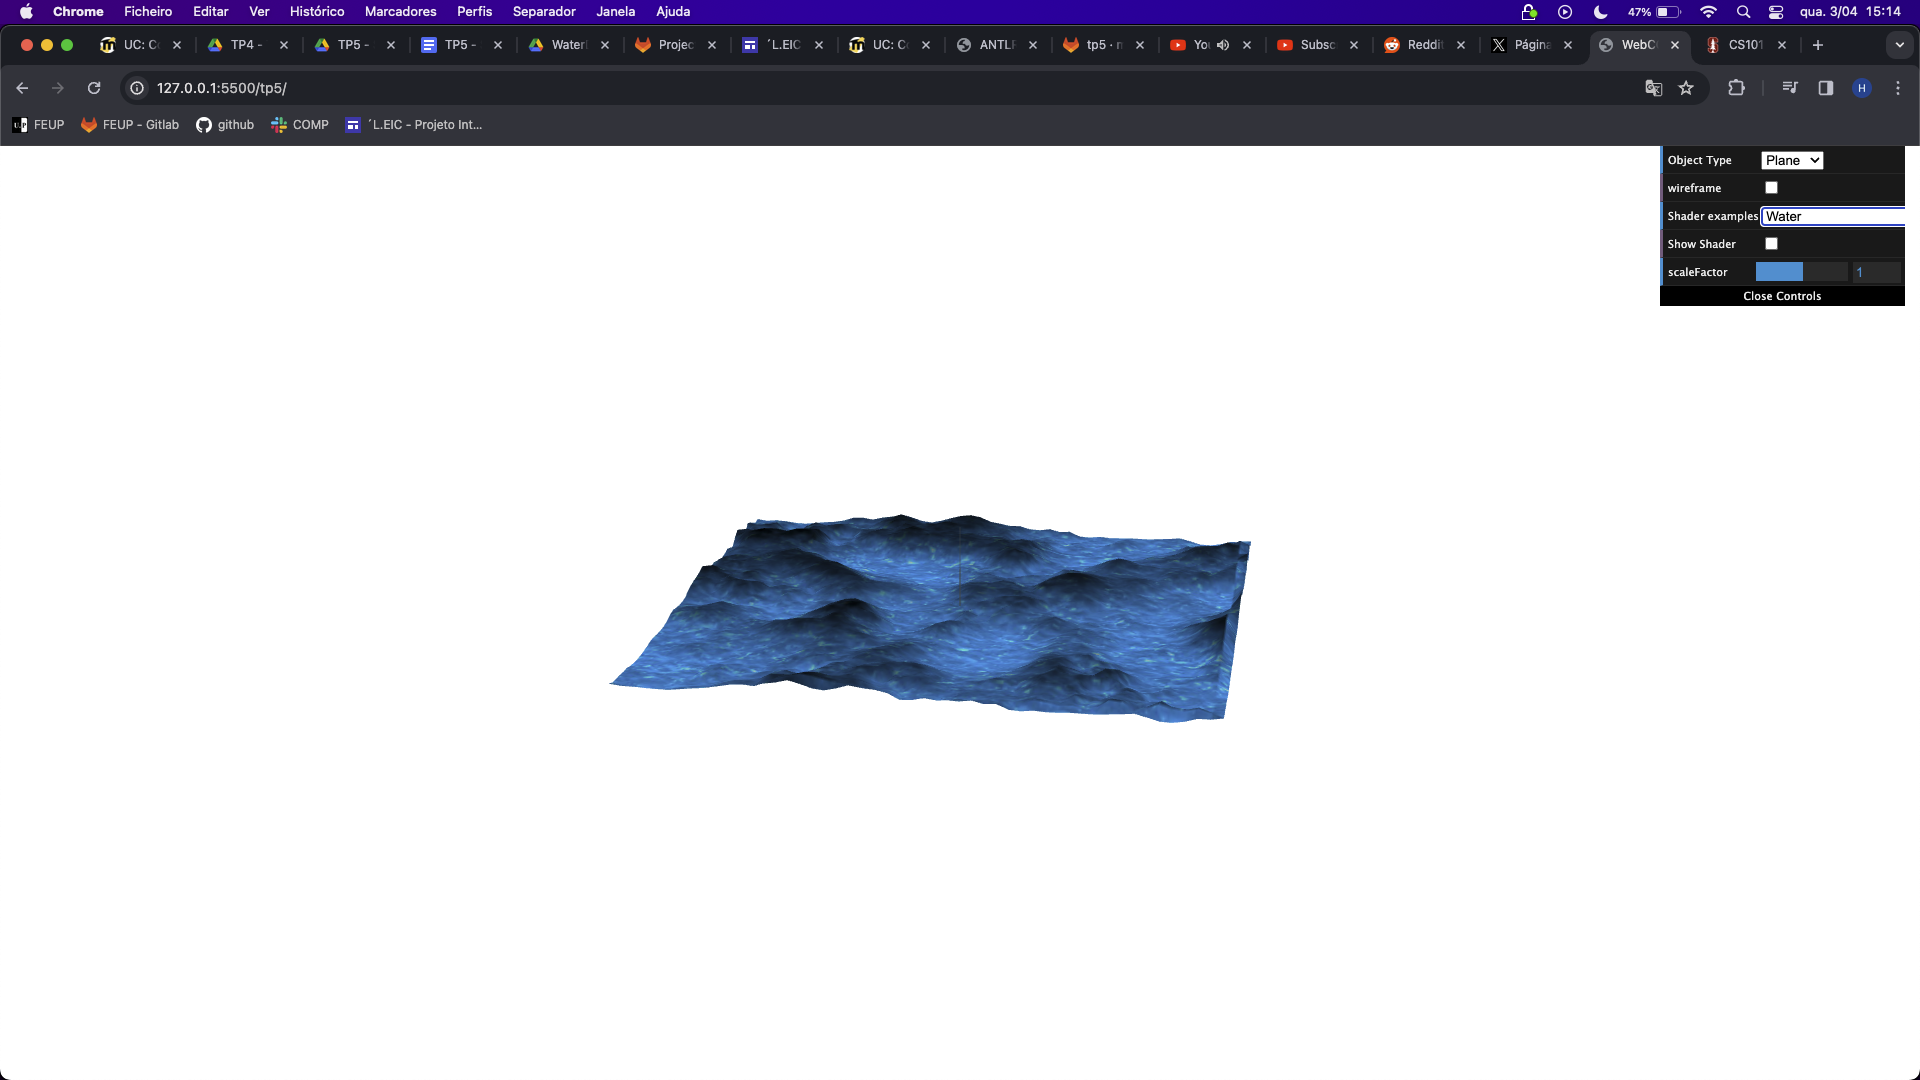 Chrome Ficheiro Editar Ver Histórico Marcadores Perfis Separador Janela Ajuda 47% qua. 3/04 15:14
UC: C TP4 - TP5 - TP5 - Water Projec ´L.EIC UC: C ANTLR tp5 · Yo Subsc Reddit Página WebC CS101
127.0.0.1:5500/tp5/ H
FEUP FEUP - Gitlab github COMP ´L.EIC - Projeto Int...
Object Type Plane
wireframe
Shader examples Water
Show Shader
scaleFactor 1
Close Controls